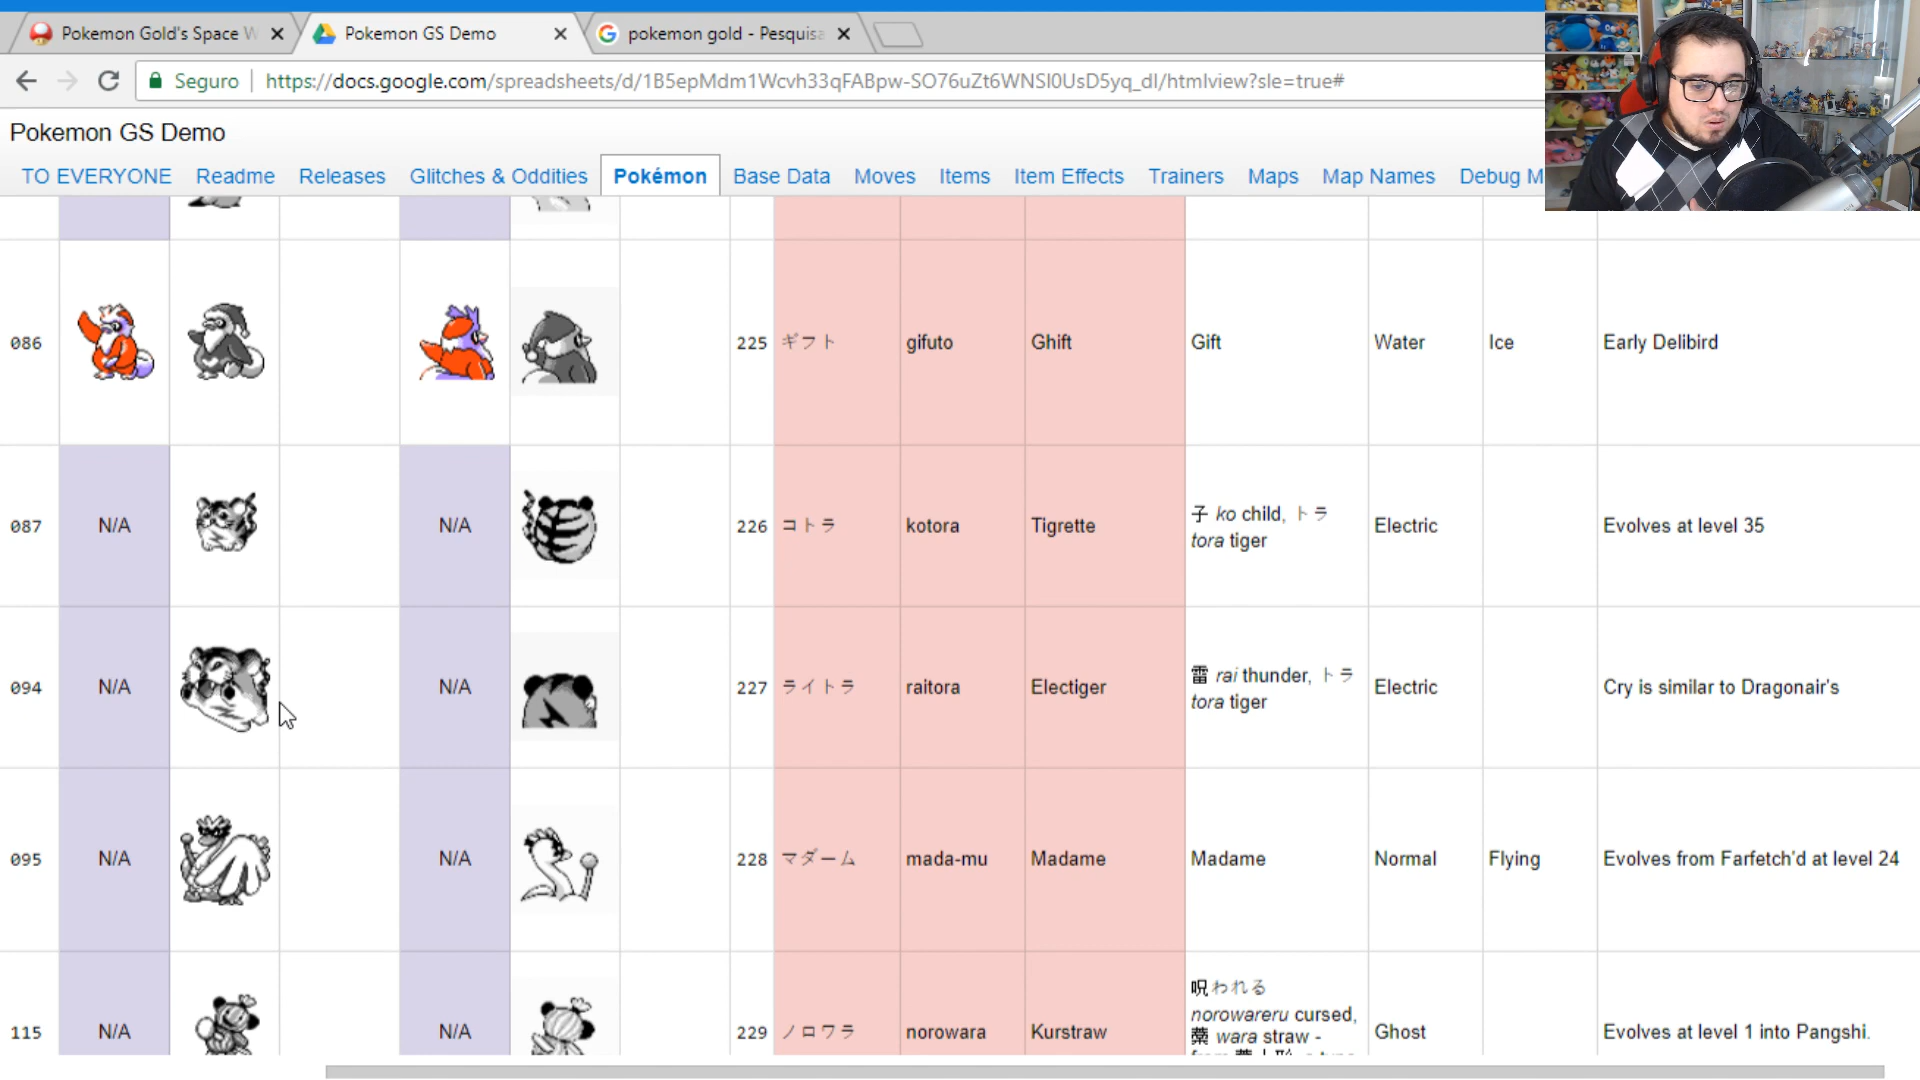 Pokemon Gold's Space W
Pokemon GS Demo
pokemon gold - Pesquisa
Seguro
https://docs.google.com/spreadsheets/d/1B5epMdm1Wcvh33qFABpw-SO76uZt6WNSl0UsD5yq_dI/htmlview?sle=true#
Pokemon GS Demo
TO EVERYONE Readme Releases Glitches & Oddities Pokémon Base Data Moves Items Item Effects Trainers Maps Map Names Debug M
086 225 ギフト gifuto Ghift Gift Water Ice Early Delibird
087 N/A N/A 226 コトラ kotora Tigrette 子 ko child, トラ
tora tiger Electric Evolves at level 35
094 N/A N/A 227 ライトラ raitora Electiger 雷 rai thunder, トラ
tora tiger Electric Cry is similar to Dragonair's
095 N/A N/A 228 マダーム mada-mu Madame Madame Normal Flying Evolves from Farfetch'd at level 24
115 N/A N/A 229 ノロワラ norowara Kurstraw 呪われる
norowareru cursed,
藁 wara straw -
Ghost Evolves at level 1 into Pangshi.